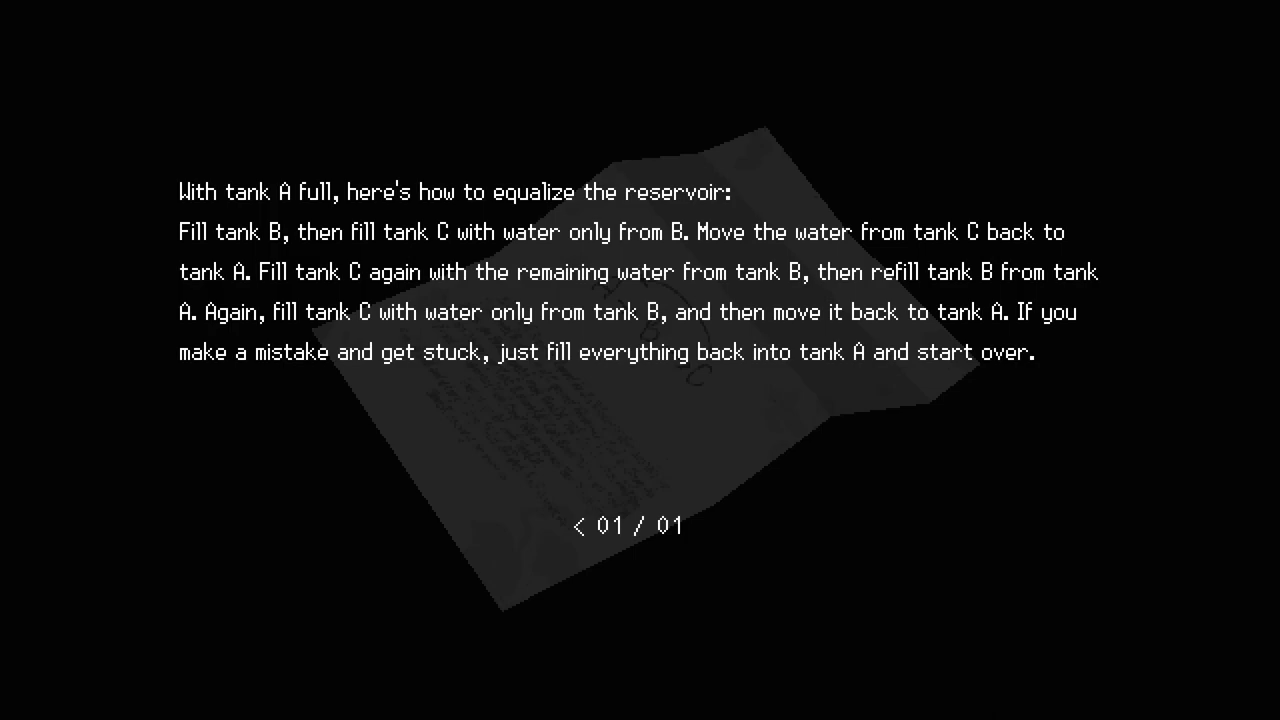 With tank A full, here's how to equalize the reservoir:
Fill tank B, then fill tank C with water only from B. Move the water from tank C back to
tank A. Fill tank C again with the remaining water from tank B, then refill tank B from tank
A. Again, fill tank C with water only from tank B, and then move it back to tank A. If you
make a mistake and get stuck, just fill everything back into tank A and start over.
< 01 / 01